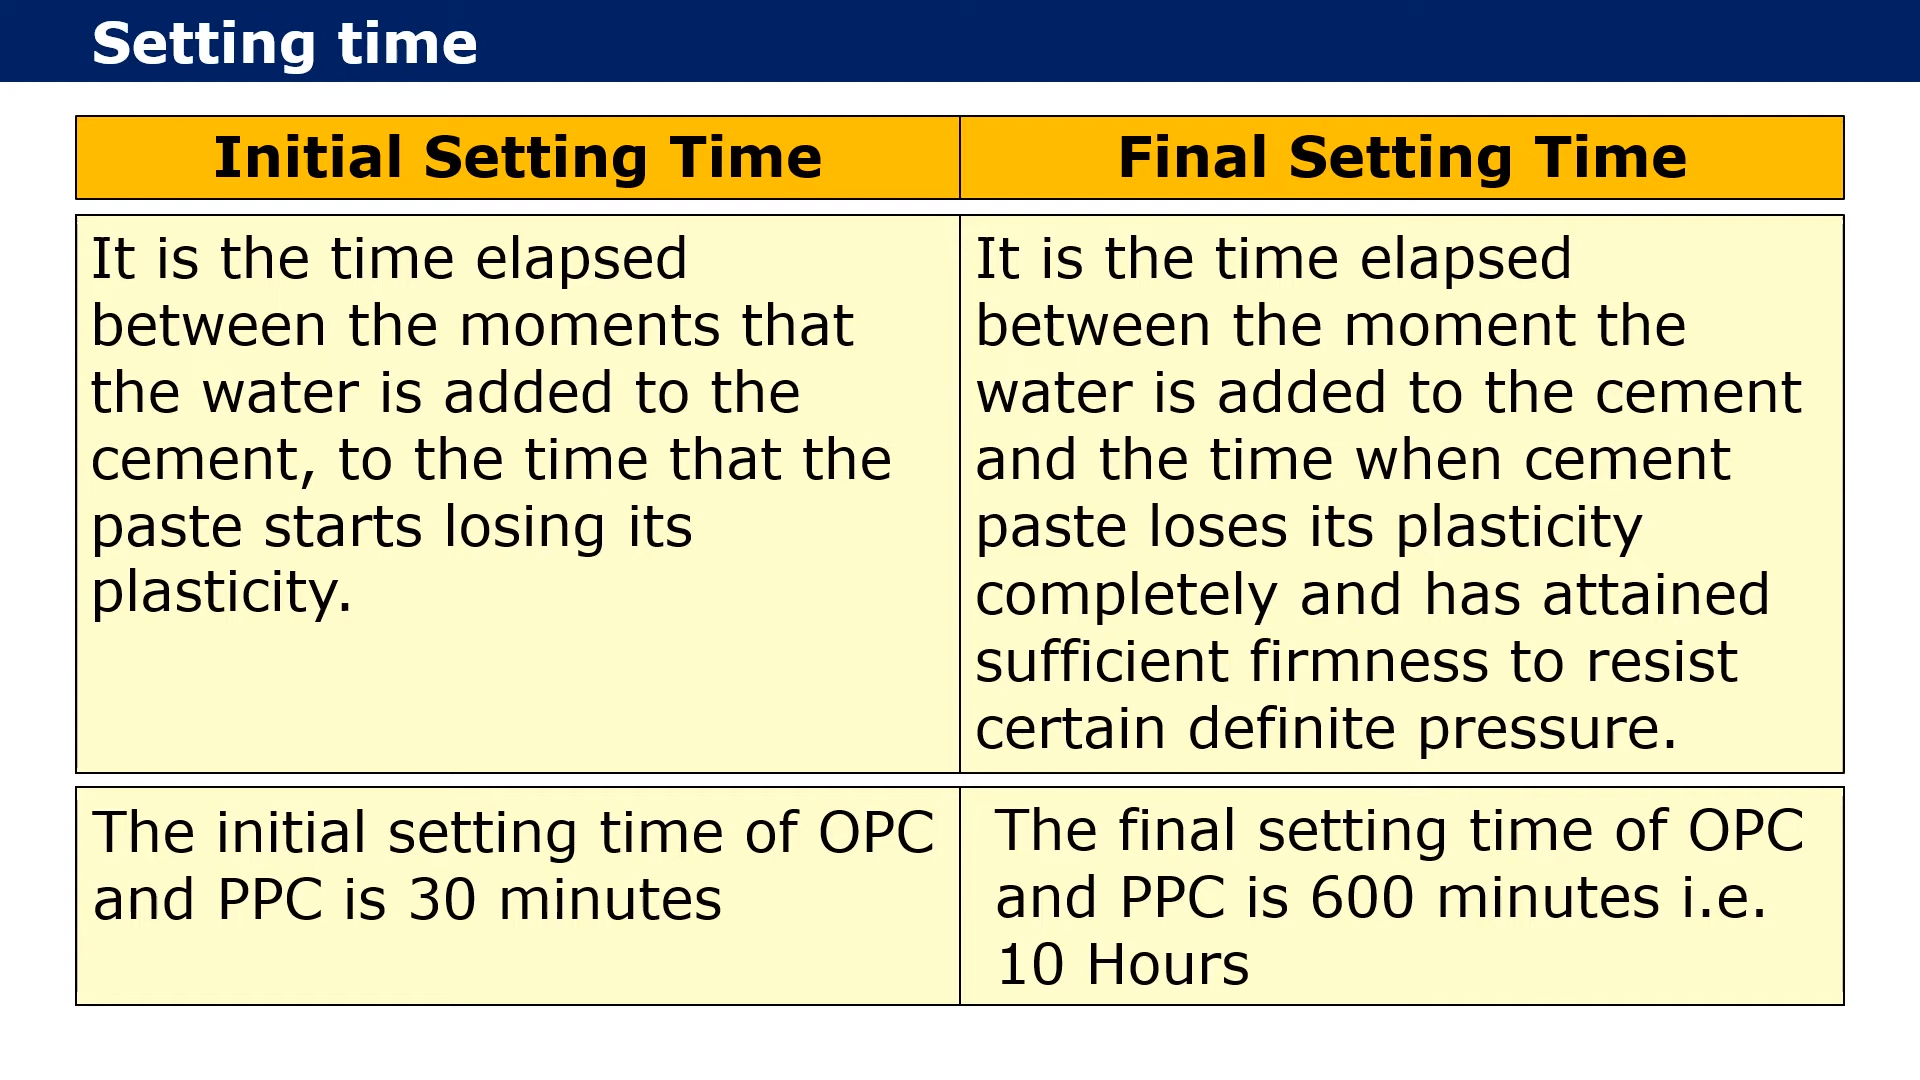 Setting time
Initial Setting Time
Final Setting Time
It is the time elapsed
between the moments that
the water is added to the
cement, to the time that the
paste starts losing its
plasticity.
It is the time elapsed
between the moment the
water is added to the cement
and the time when cement
paste loses its plasticity
completely and has attained
sufficient firmness to resist
certain definite pressure.
The initial setting time of OPC
and PPC is 30 minutes
The final setting time of OPC
and PPC is 600 minutes i.e.
10 Hours